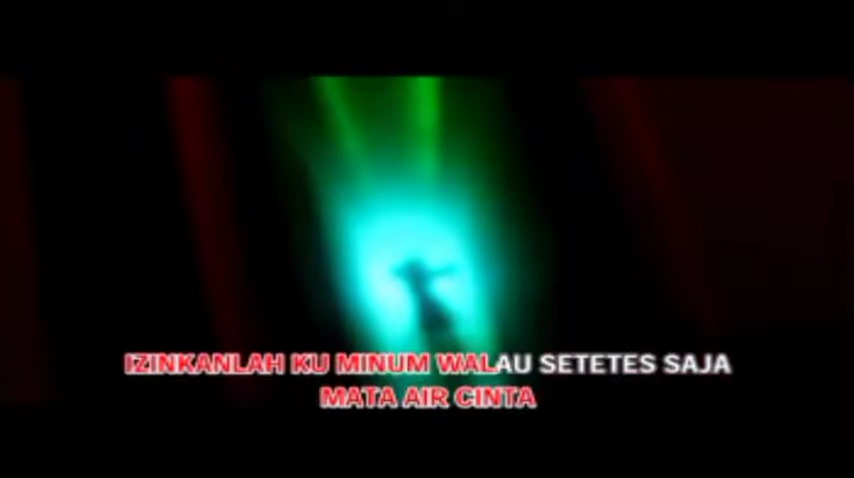 IZINKANLAH KU MINUM WALAU SETETES SAJA
MATA AIR CINTA